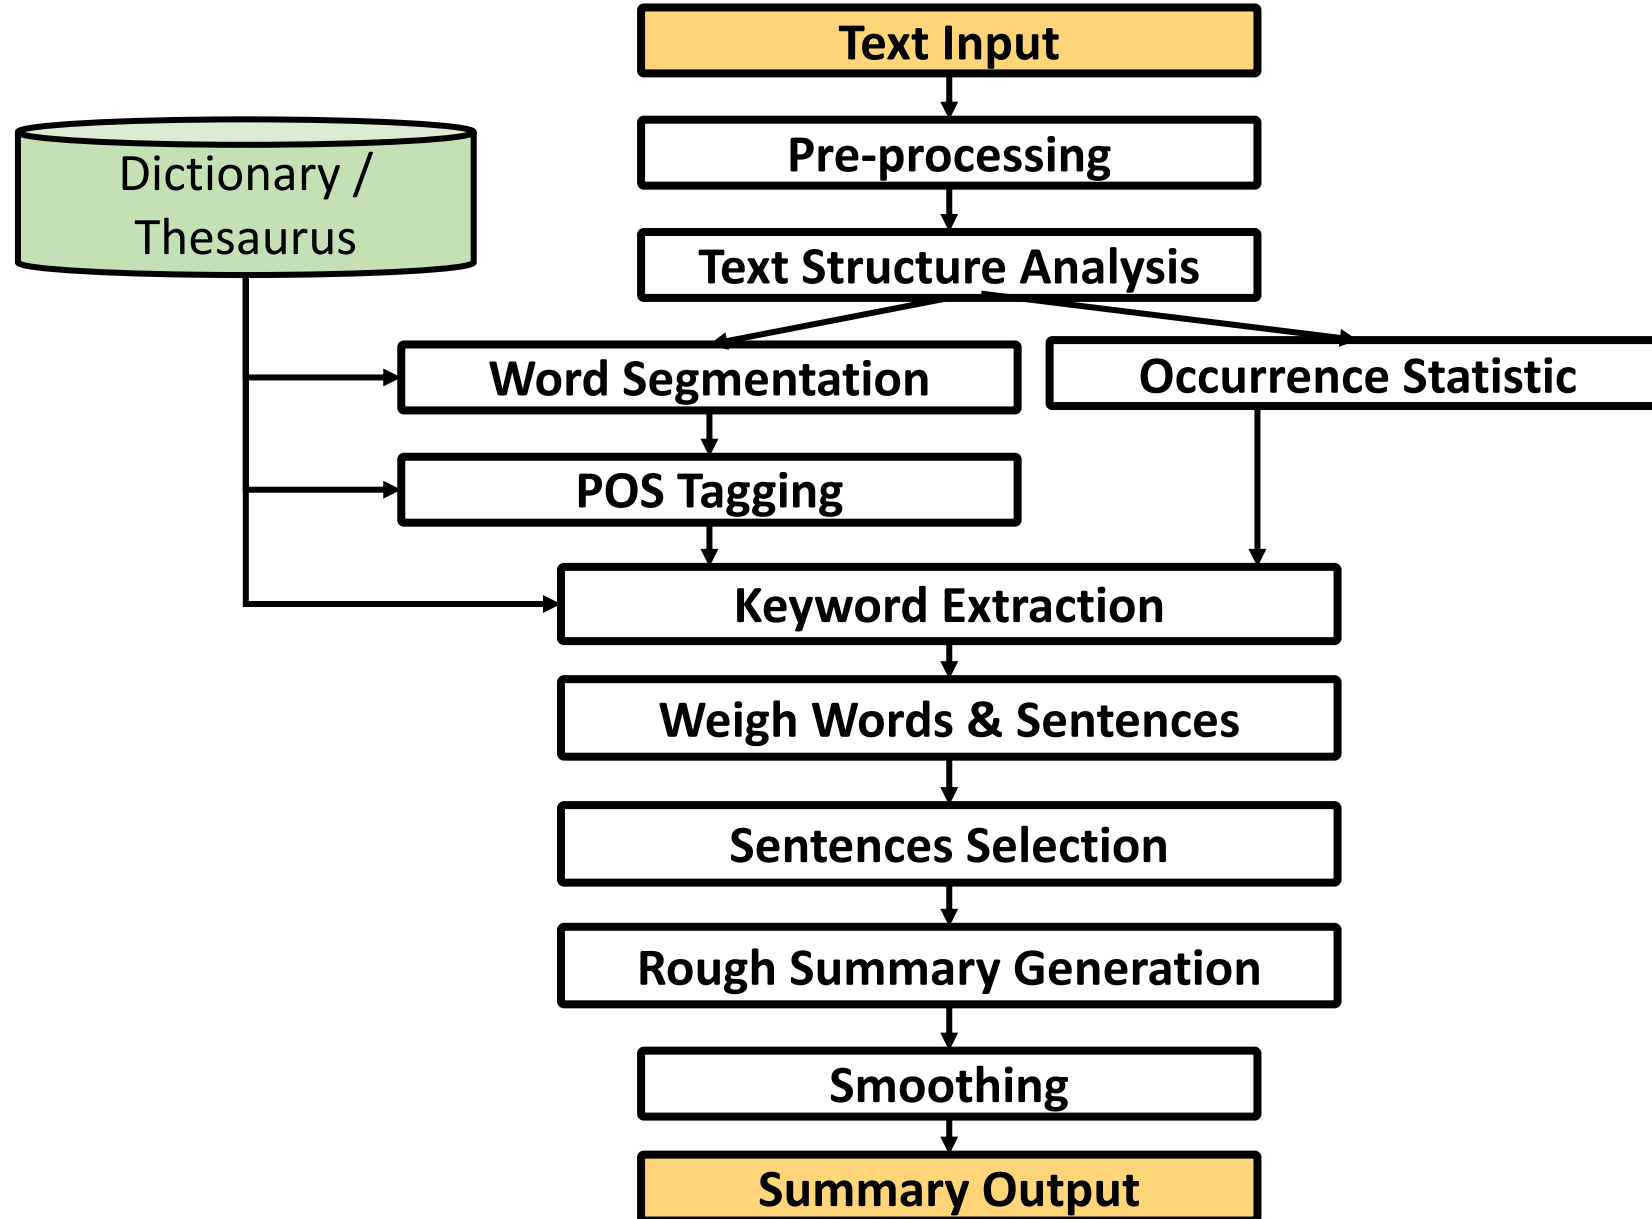 Text Input
Pre-processing
Dictionary /
Thesaurus
Text Structure Analysis
Word Segmentation
Occurrence Statistic
POS Tagging
Keyword Extraction
Weigh Words & Sentences
Sentences Selection
Rough Summary Generation
Smoothing
Summary Output